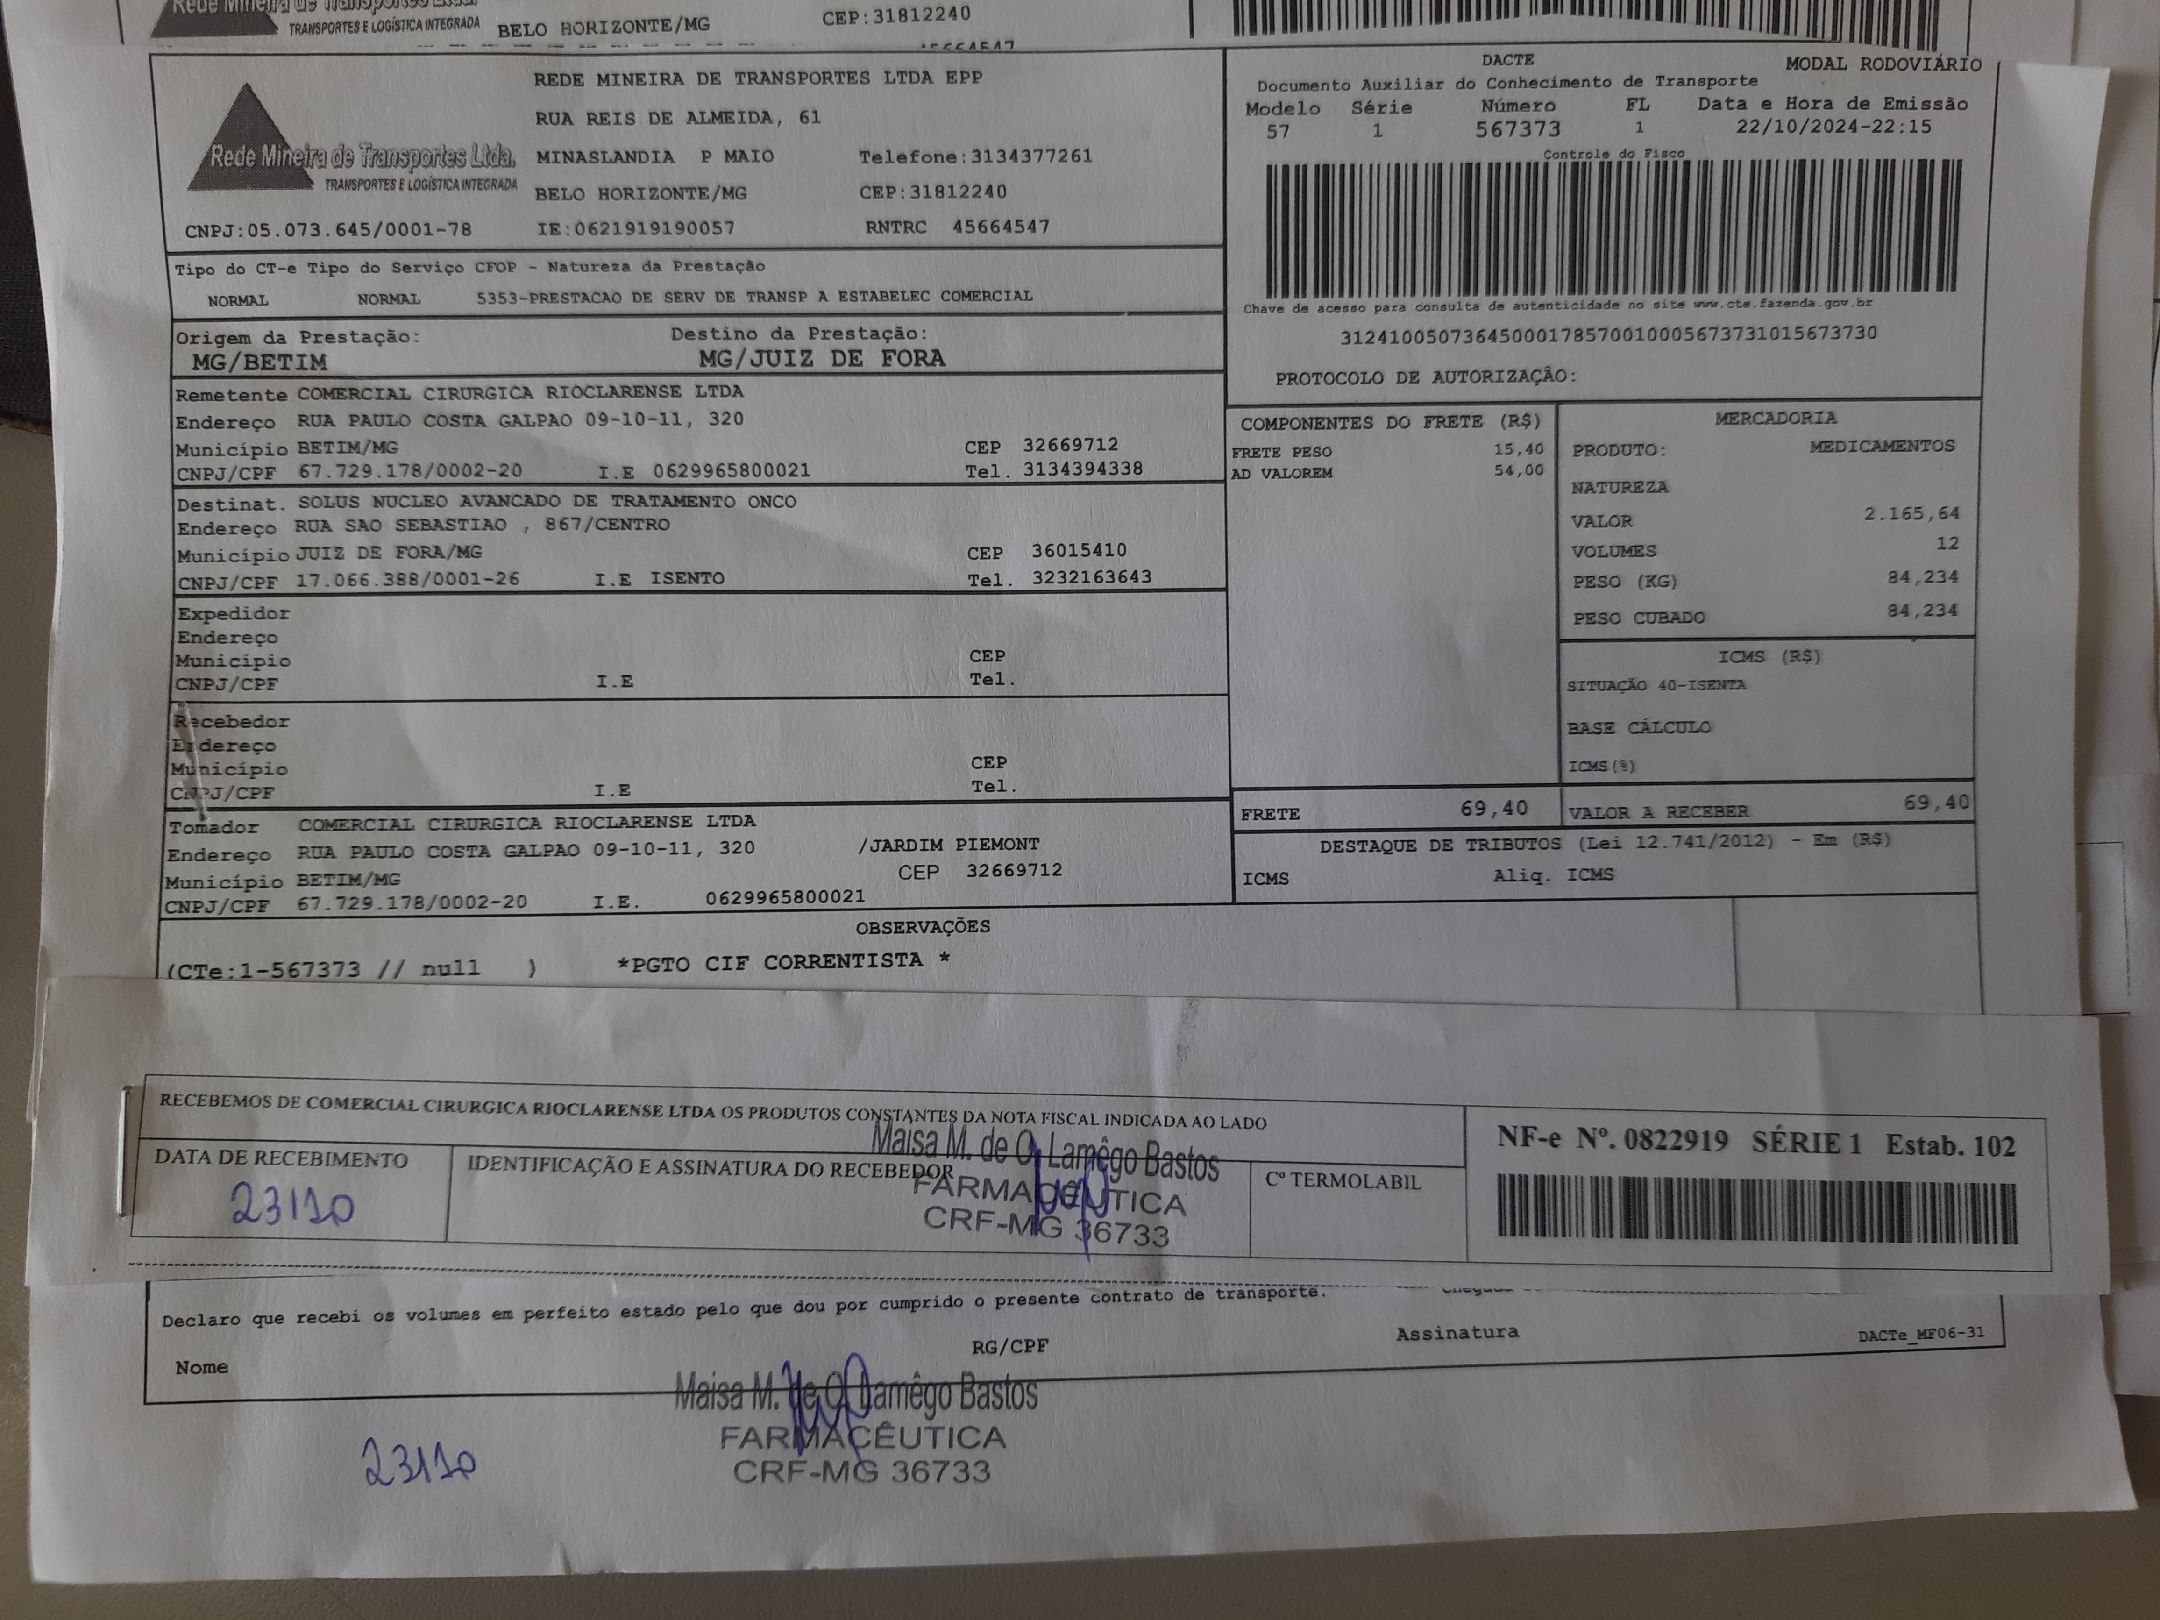 Rede Mineira de Transportes Ltda.
TRANSPORTES E LOGÍSTICA INTEGRADA
BELO HORIZONTE/MG CEP:31812240
45664547
Rede Mineira de Transportes Ltda.
TRANSPORTES E LOGÍSTICA INTEGRADA
REDE MINEIRA DE TRANSPORTES LTDA EPP
RUA REIS DE ALMEIDA, 61
MINASLANDIA P MAIO Telefone:3134377261
BELO HORIZONTE/MG CEP:31812240
CNPJ:05.073.645/0001-78 IE:0621919190057 RNTRC 45664547
DACTE MODAL RODOVIÁRIO
Documento Auxiliar do Conhecimento de Transporte
Modelo Série Número FL Data e Hora de Emissão
57 1 567373 1 22/10/2024-22:15
Controle do Fisco
Chave de acesso para consulta de autenticidade no site www.cte.fazenda.gov.br
31241005073645000178570010005673731015673730
PROTOCOLO DE AUTORIZAÇÃO:
Tipo do CT-e Tipo do Serviço CFOP - Natureza da Prestação
NORMAL NORMAL 5353-PRESTACAO DE SERV DE TRANSP A ESTABELEC COMERCIAL
Origem da Prestação: Destino da Prestação:
MG/BETIM MG/JUIZ DE FORA
Remetente COMERCIAL CIRURGICA RIOCLARENSE LTDA
Endereço RUA PAULO COSTA GALPAO 09-10-11, 320
Município BETIM/MG CEP 32669712
CNPJ/CPF 67.729.178/0002-20 I.E 0629965800021 Tel. 3134394338
Destinat. SOLUS NUCLEO AVANCADO DE TRATAMENTO ONCO
Endereço RUA SAO SEBASTIAO , 867/CENTRO
Município JUIZ DE FORA/MG CEP 36015410
CNPJ/CPF 17.066.388/0001-26 I.E ISENTO Tel. 3232163643
Expedidor
Endereço
Município CEP
CNPJ/CPF I.E Tel.
Recebedor
Endereço
Município CEP
CNPJ/CPF I.E Tel.
Tomador COMERCIAL CIRURGICA RIOCLARENSE LTDA
Endereço RUA PAULO COSTA GALPAO 09-10-11, 320 /JARDIM PIEMONT
Município BETIM/MG CEP 32669712
CNPJ/CPF 67.729.178/0002-20 I.E. 0629965800021
COMPONENTES DO FRETE (R$)
FRETE PESO 15,40
AD VALOREM 54,00
MERCADORIA
PRODUTO: MEDICAMENTOS
NATUREZA
VALOR 2.165,64
VOLUMES 12
PESO (KG) 84,234
PESO CUBADO 84,234
ICMS (R$)
SITUAÇÃO 40-ISENTA
BASE CÁLCULO
ICMS(%)
FRETE 69,40 VALOR A RECEBER 69,40
DESTAQUE DE TRIBUTOS (Lei 12.741/2012) - Em (R$)
ICMS Aliq. ICMS
OBSERVAÇÕES
(CTe:1-567373 // null ) *PGTO CIF CORRENTISTA *
RECEBEMOS DE COMERCIAL CIRURGICA RIOCLARENSE LTDA OS PRODUTOS CONSTANTES DA NOTA FISCAL INDICADA AO LADO
DATA DE RECEBIMENTO
23/10
IDENTIFICAÇÃO E ASSINATURA DO RECEBEDOR
Maisa M. de O. Lamêgo Bastos
FARMACÊUTICA
CRF-MG 36733
Cº TERMOLABIL
NF-e Nº. 0822919 SÉRIE 1 Estab. 102
Declaro que recebi os volumes em perfeito estado pelo que dou por cumprido o presente contrato de transporte.
Nome RG/CPF Assinatura DACTe_MF06-31
Maisa M. de O. Lamêgo Bastos
FARMACÊUTICA
CRF-MG 36733
23/10